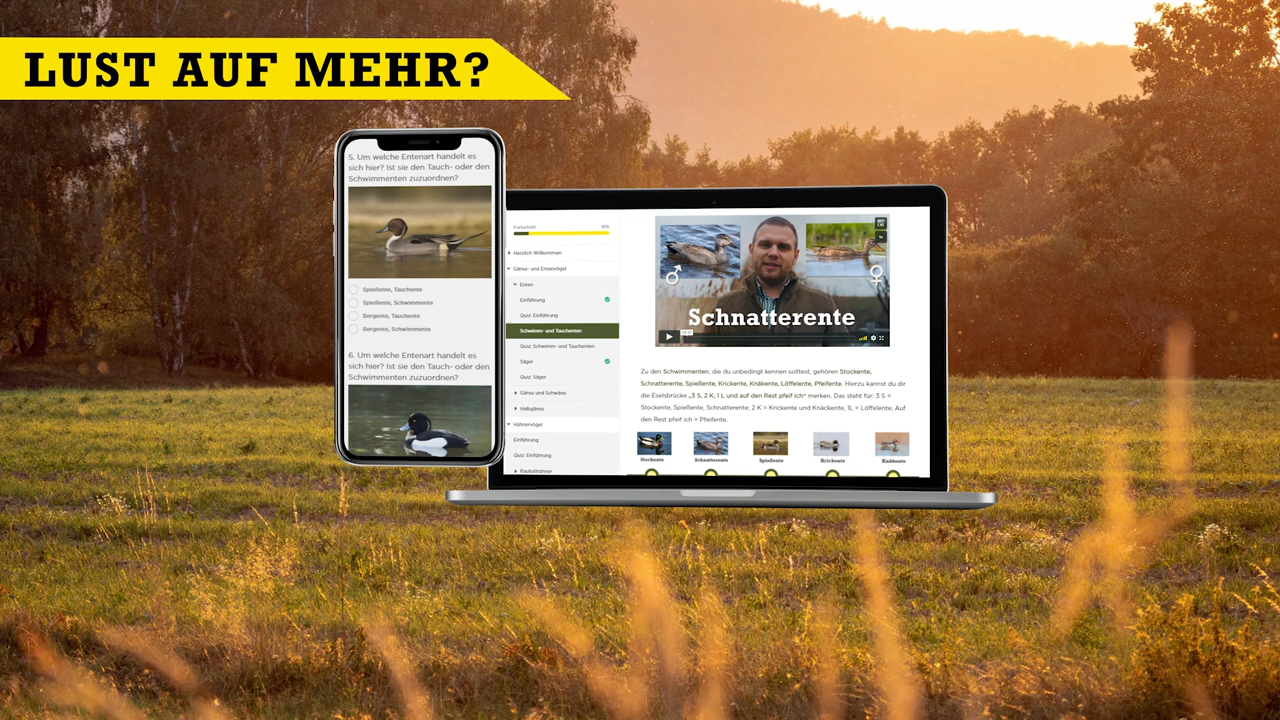 LUST AUF MEHR?
5. Um welche Entenart handelt es
sich hier? Ist sie den Tauch- oder den
Schwimmenten zuzuordnen?
Spießente, Tauchente
Spießente, Schwimmente
Bergente, Tauchente
Bergente, Schwimmente
6. Um welche Entenart handelt es
sich hier? Ist sie den Tauch- oder den
Schwimmenten zuzuordnen?
Fortschritt
Herzlich Willkommen
Gänse- und Entenvögel
Enten
Einführung
Quiz: Einführung
Schwimm- und Tauchenten
Quiz: Schwimm- und Tauchenten
Säger
Quiz: Säger
Gänse und Schwäne
Halbgänse
Hühnervögel
Einführung
Quiz: Einführung
Raufußhühner
♂
♀
Schnatterente
Zu den Schwimmenten, die du unbedingt kennen solltest, gehören Stockente,
Schnatterente, Spießente, Krickente, Knäkente, Löffelente, Pfeifente. Hierzu kannst du dir
die Eselsbrücke „3 S, 2 K, 1 L und auf den Rest pfeif ich“ merken. Das steht für: 3 S =
Stockente, Spießente, Schnatterente; 2 K = Krickente und Knäckente, 1L = Löffelente; Auf
den Rest pfeif ich = Pfeifente.
Stockente
Schnatterente
Spießente
Krickente
Knäkente